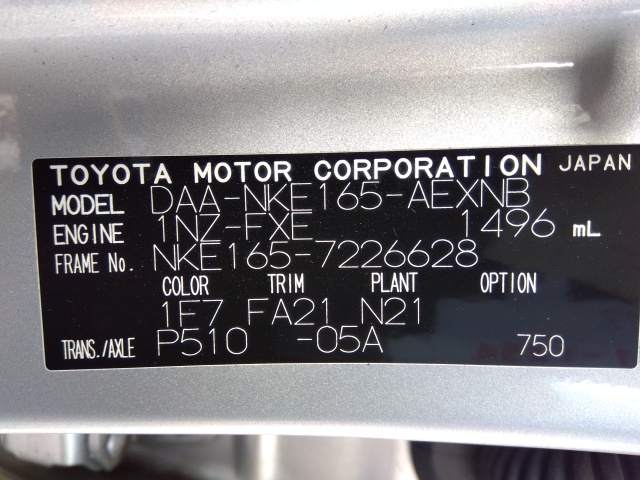 TOYOTA MOTOR CORPORATION JAPAN
MODEL DAA-NKE165-AEXNB
ENGINE 1NZ-FXE 1496 mL
FRAME No. NKE165-7226628
COLOR TRIM PLANT OPTION
1F7 FA21 N21
TRANS./AXLE P510 -05A 750